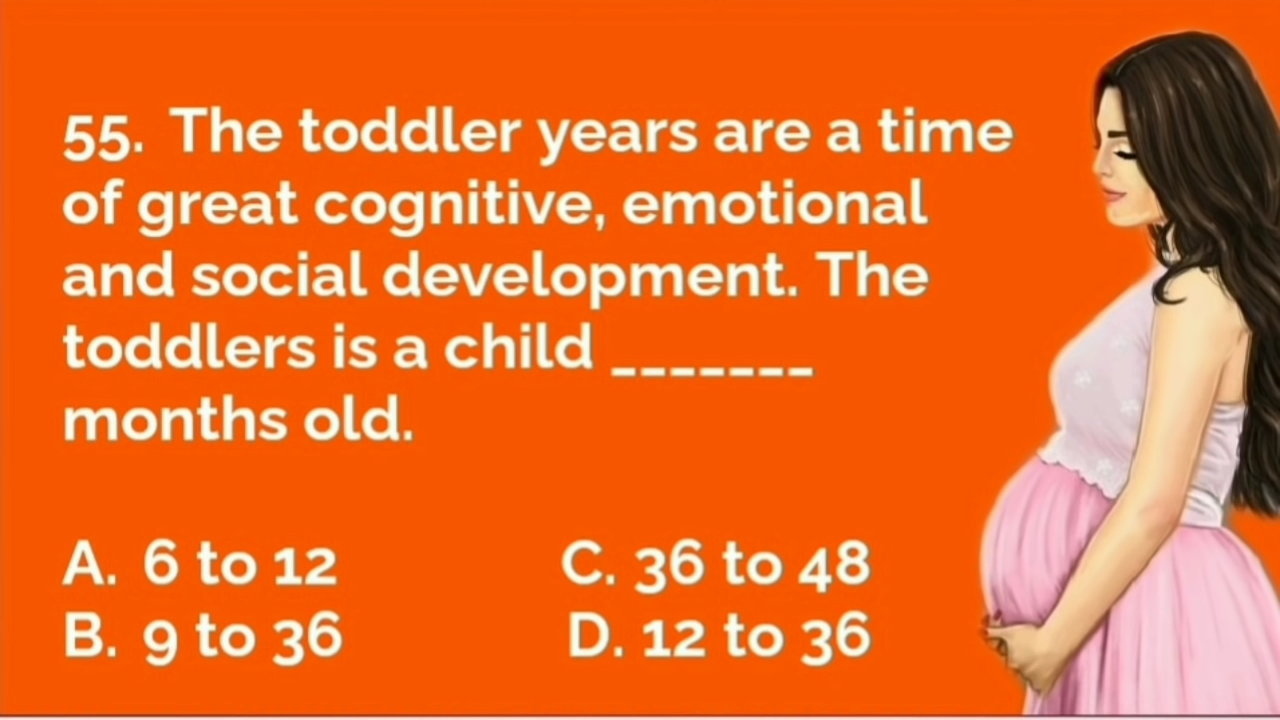 55. The toddler years are a time
of great cognitive, emotional
and social development. The
toddlers is a child _______
months old.
A. 6 to 12
C. 36 to 48
B. 9 to 36
D. 12 to 36